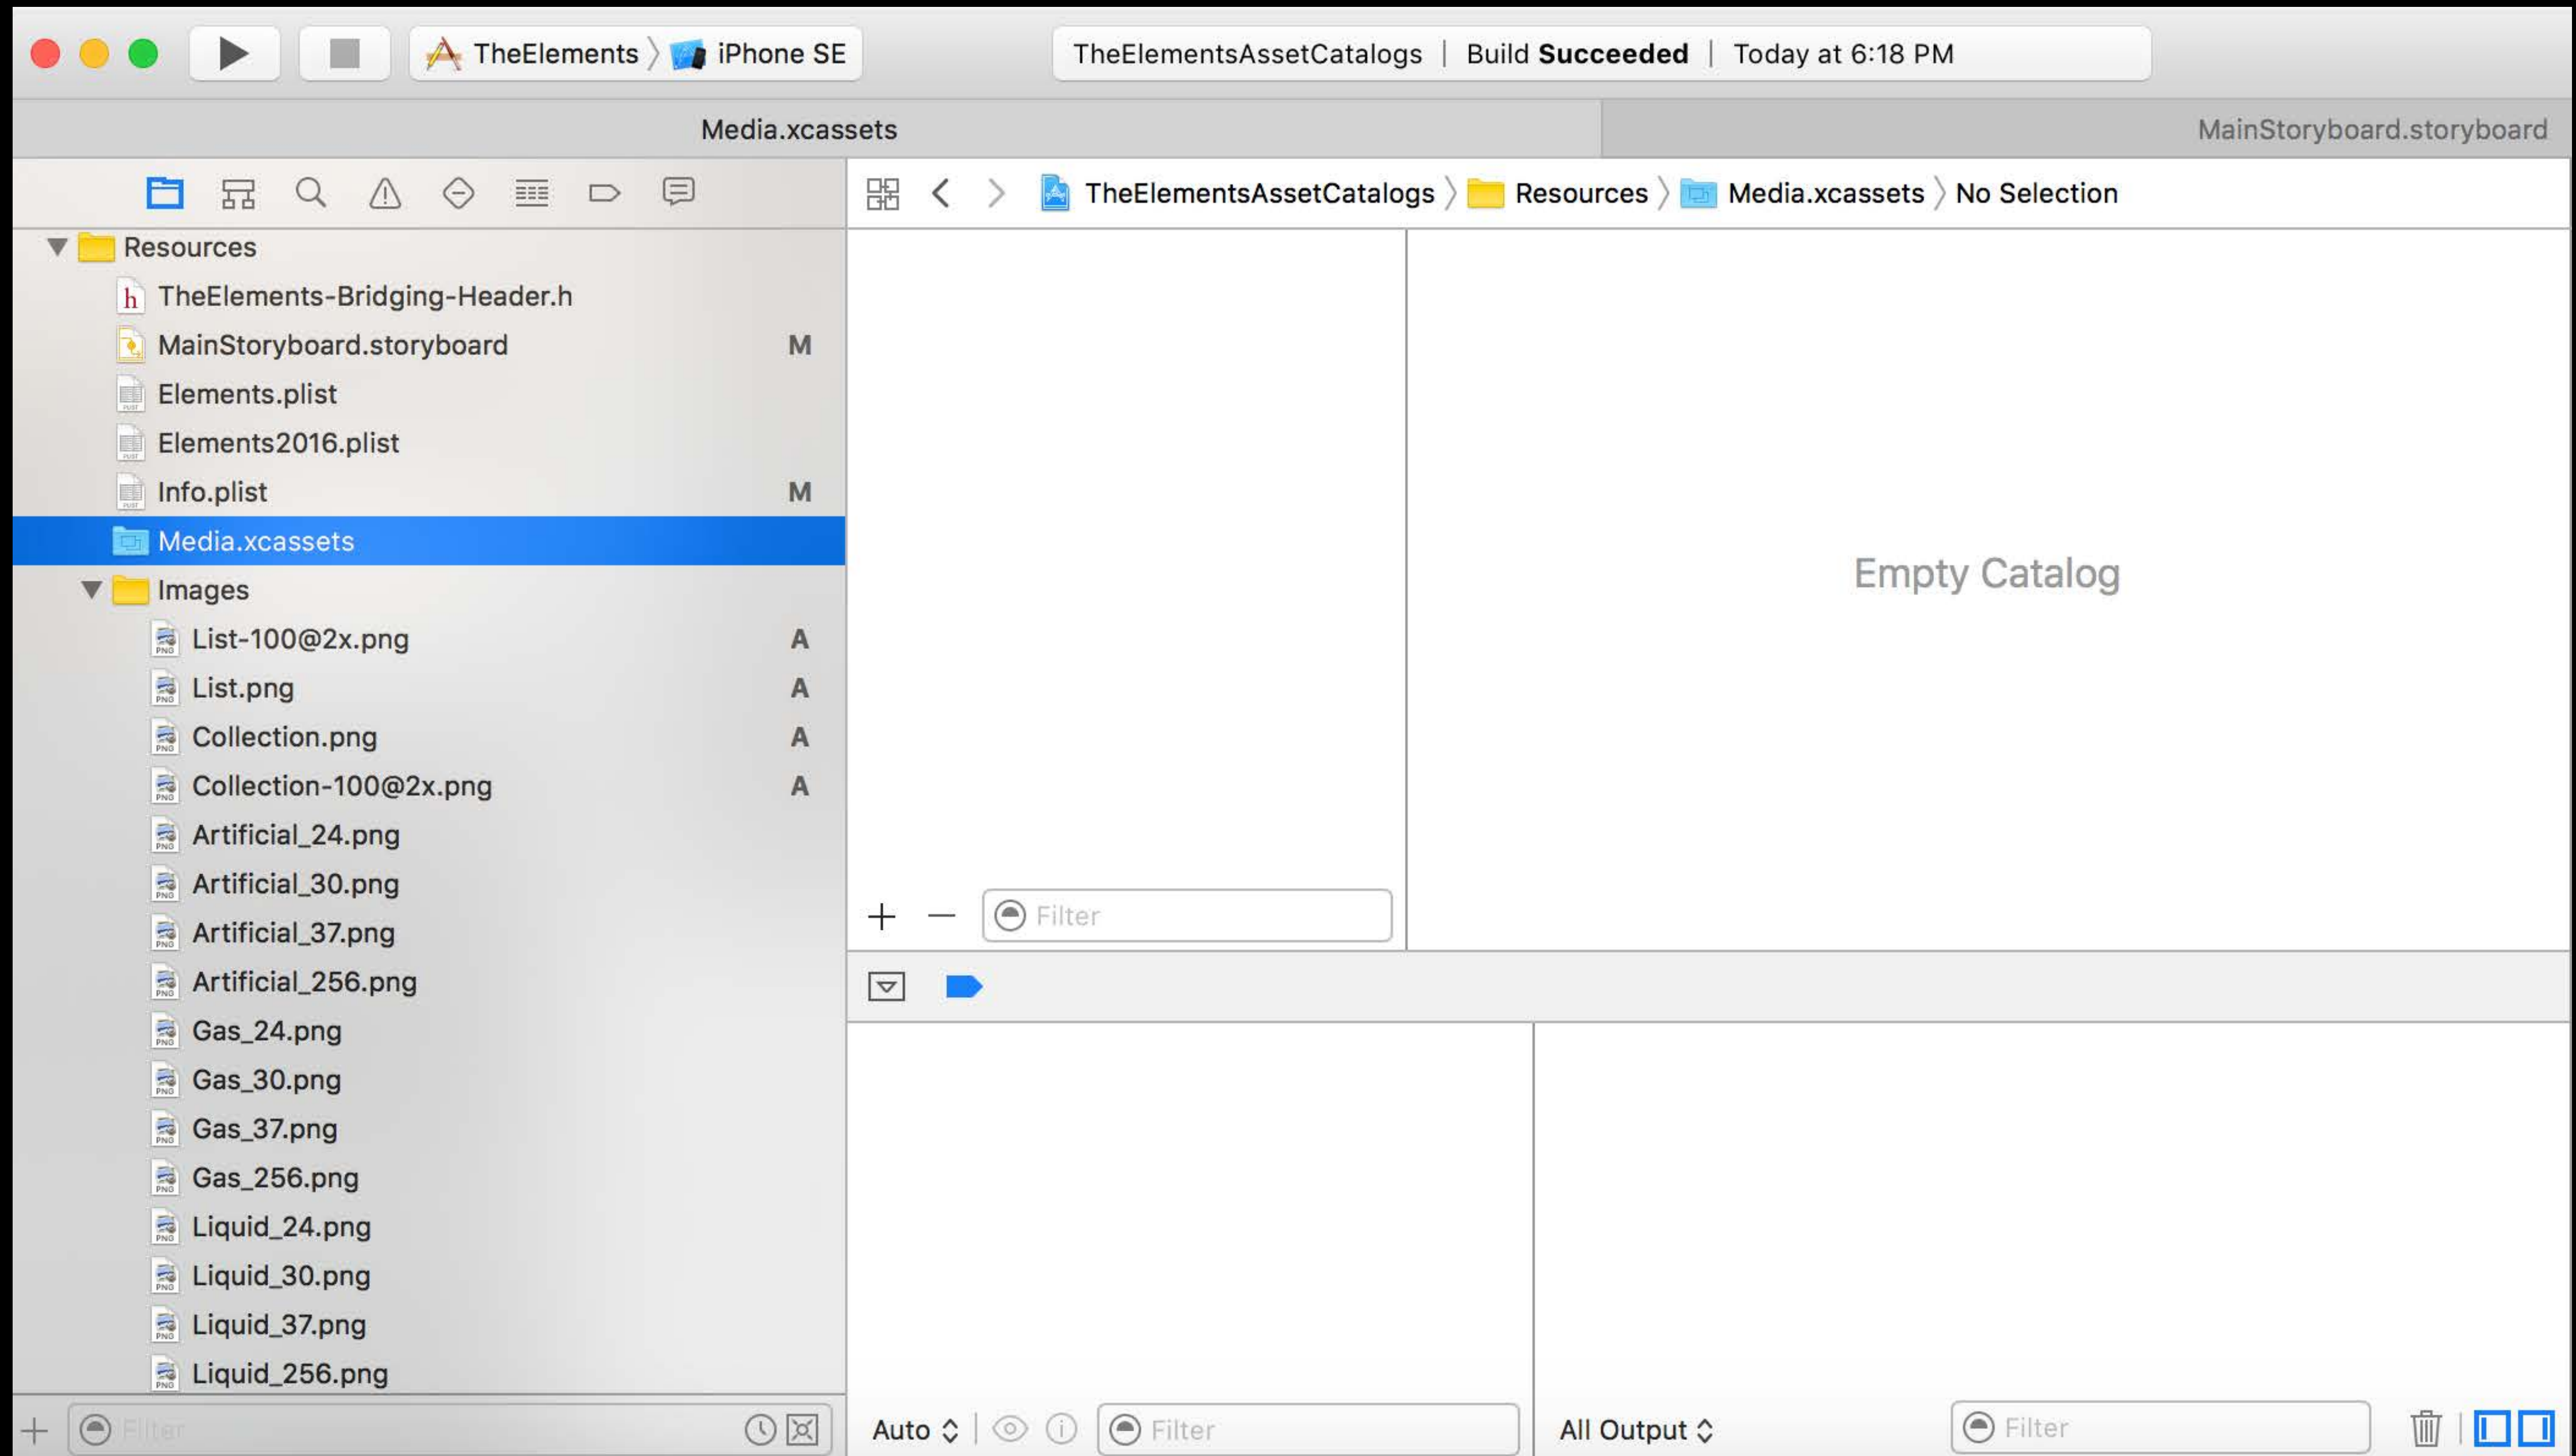 TheElements 〉 iPhone SE
TheElementsAssetCatalogs | Build Succeeded | Today at 6:18 PM
Media.xcassets
MainStoryboard.storyboard
TheElementsAssetCatalogs 〉 Resources 〉 Media.xcassets 〉 No Selection
Resources
h TheElements-Bridging-Header.h
MainStoryboard.storyboard M
Elements.plist
Elements2016.plist
Info.plist M
Media.xcassets
Images
List-100@2x.png A
List.png A
Collection.png A
Collection-100@2x.png A
Artificial_24.png
Artificial_30.png
Artificial_37.png
Artificial_256.png
Gas_24.png
Gas_30.png
Gas_37.png
Gas_256.png
Liquid_24.png
Liquid_30.png
Liquid_37.png
Liquid_256.png
Filter
Empty Catalog
Filter
Auto
Filter
All Output
Filter